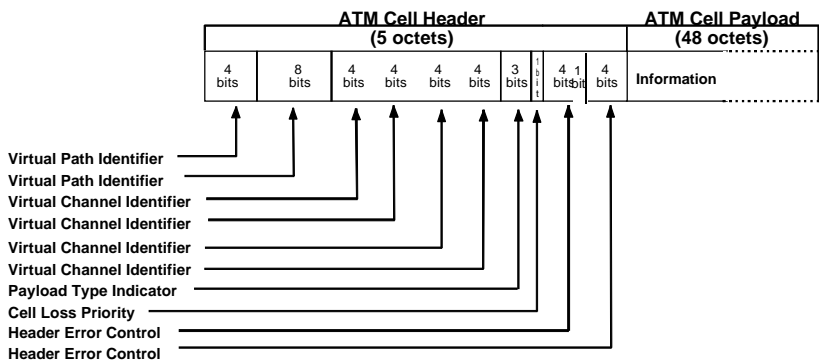 ATM Cell Header
(5 octets)
ATM Cell Payload
(48 octets)
4 bits
8 bits
4 bits
4 bits
4 bits
4 bits
3 bits
1 bit
4 bits
1 bit
4 bits
Information
Virtual Path Identifier
Virtual Path Identifier
Virtual Channel Identifier
Virtual Channel Identifier
Virtual Channel Identifier
Virtual Channel Identifier
Payload Type Indicator
Cell Loss Priority
Header Error Control
Header Error Control